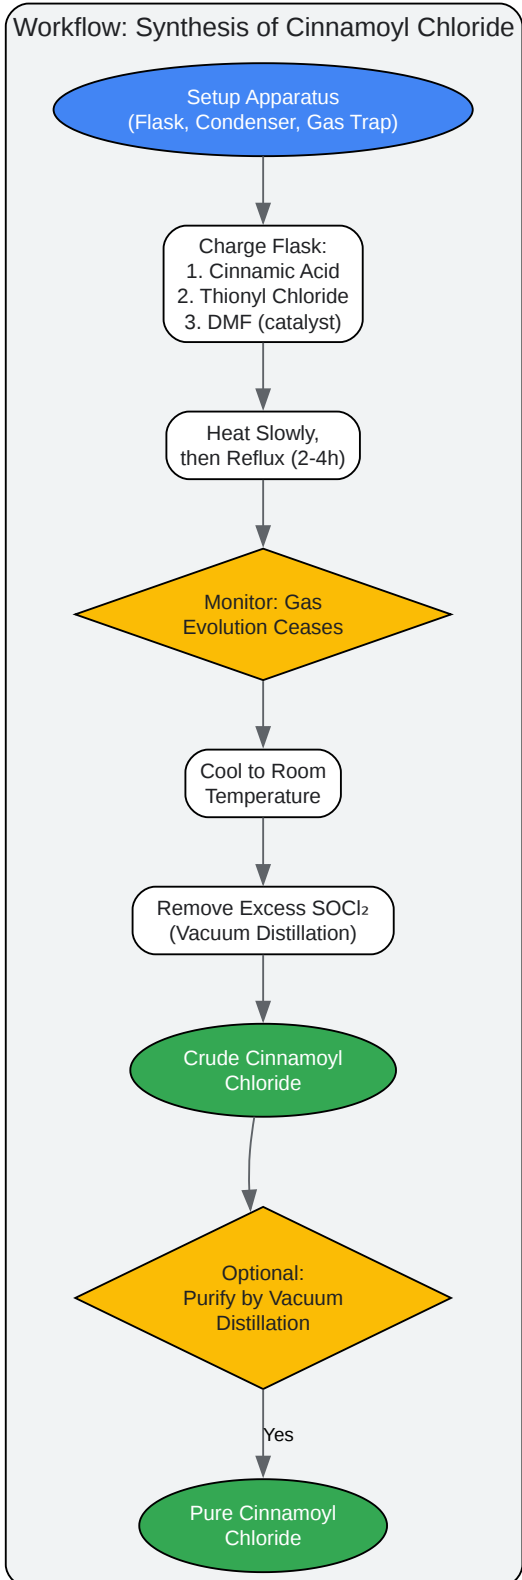 Workflow: Synthesis of Cinnamoyl Chloride
Setup Apparatus
(Flask, Condenser, Gas Trap)
Charge Flask:
1. Cinnamic Acid
2. Thionyl Chloride
3. DMF (catalyst)
Heat Slowly,
then Reflux (2-4h)
Monitor: Gas
Evolution Ceases
Cool to Room
Temperature
Remove Excess SOCl₂
(Vacuum Distillation)
Crude Cinnamoyl
Chloride
Optional:
Purify by Vacuum
Distillation
Yes
Pure Cinnamoyl
Chloride